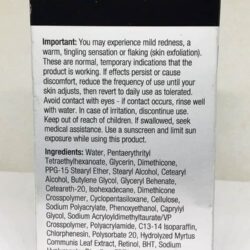 Important: You may experience mild redness, a
warm, tingling sensation or flaking (skin exfoliation).
These are normal, temporary indications that the
product is working. If effects persist or cause
discomfort, reduce the frequency of use until your
skin adjusts, then revert to daily use as tolerated.
Avoid contact with eyes - if contact occurs, rinse well
with water. In case of irritation, discontinue use.
Keep out of reach of children. If swallowed, seek
medical assistance. Use a sunscreen and limit sun
exposure while using this product.
Ingredients: Water, Pentaerythrityl
Tetraethylhexanoate, Glycerin, Dimethicone,
PPG-15 Stearyl Ether, Stearyl Alcohol, Cetearyl
Alcohol, Butylene Glycol, Glyceryl Behenate,
Ceteareth-20, Isohexadecane, Dimethicone
Crosspolymer, Cyclopentasiloxane, Cellulose,
Sodium Polyacrylate, Phenoxyethanol, Caprylyl
Glycol, Sodium Acryloyldimethyltaurate/VP
Crosspolymer, Polyacrylamide, C13-14 Isoparaffin,
Chlorphenesin, Polysorbate 20, Hydrolyzed Myrtus
Communis Leaf Extract, Retinol, BHT, Sodium